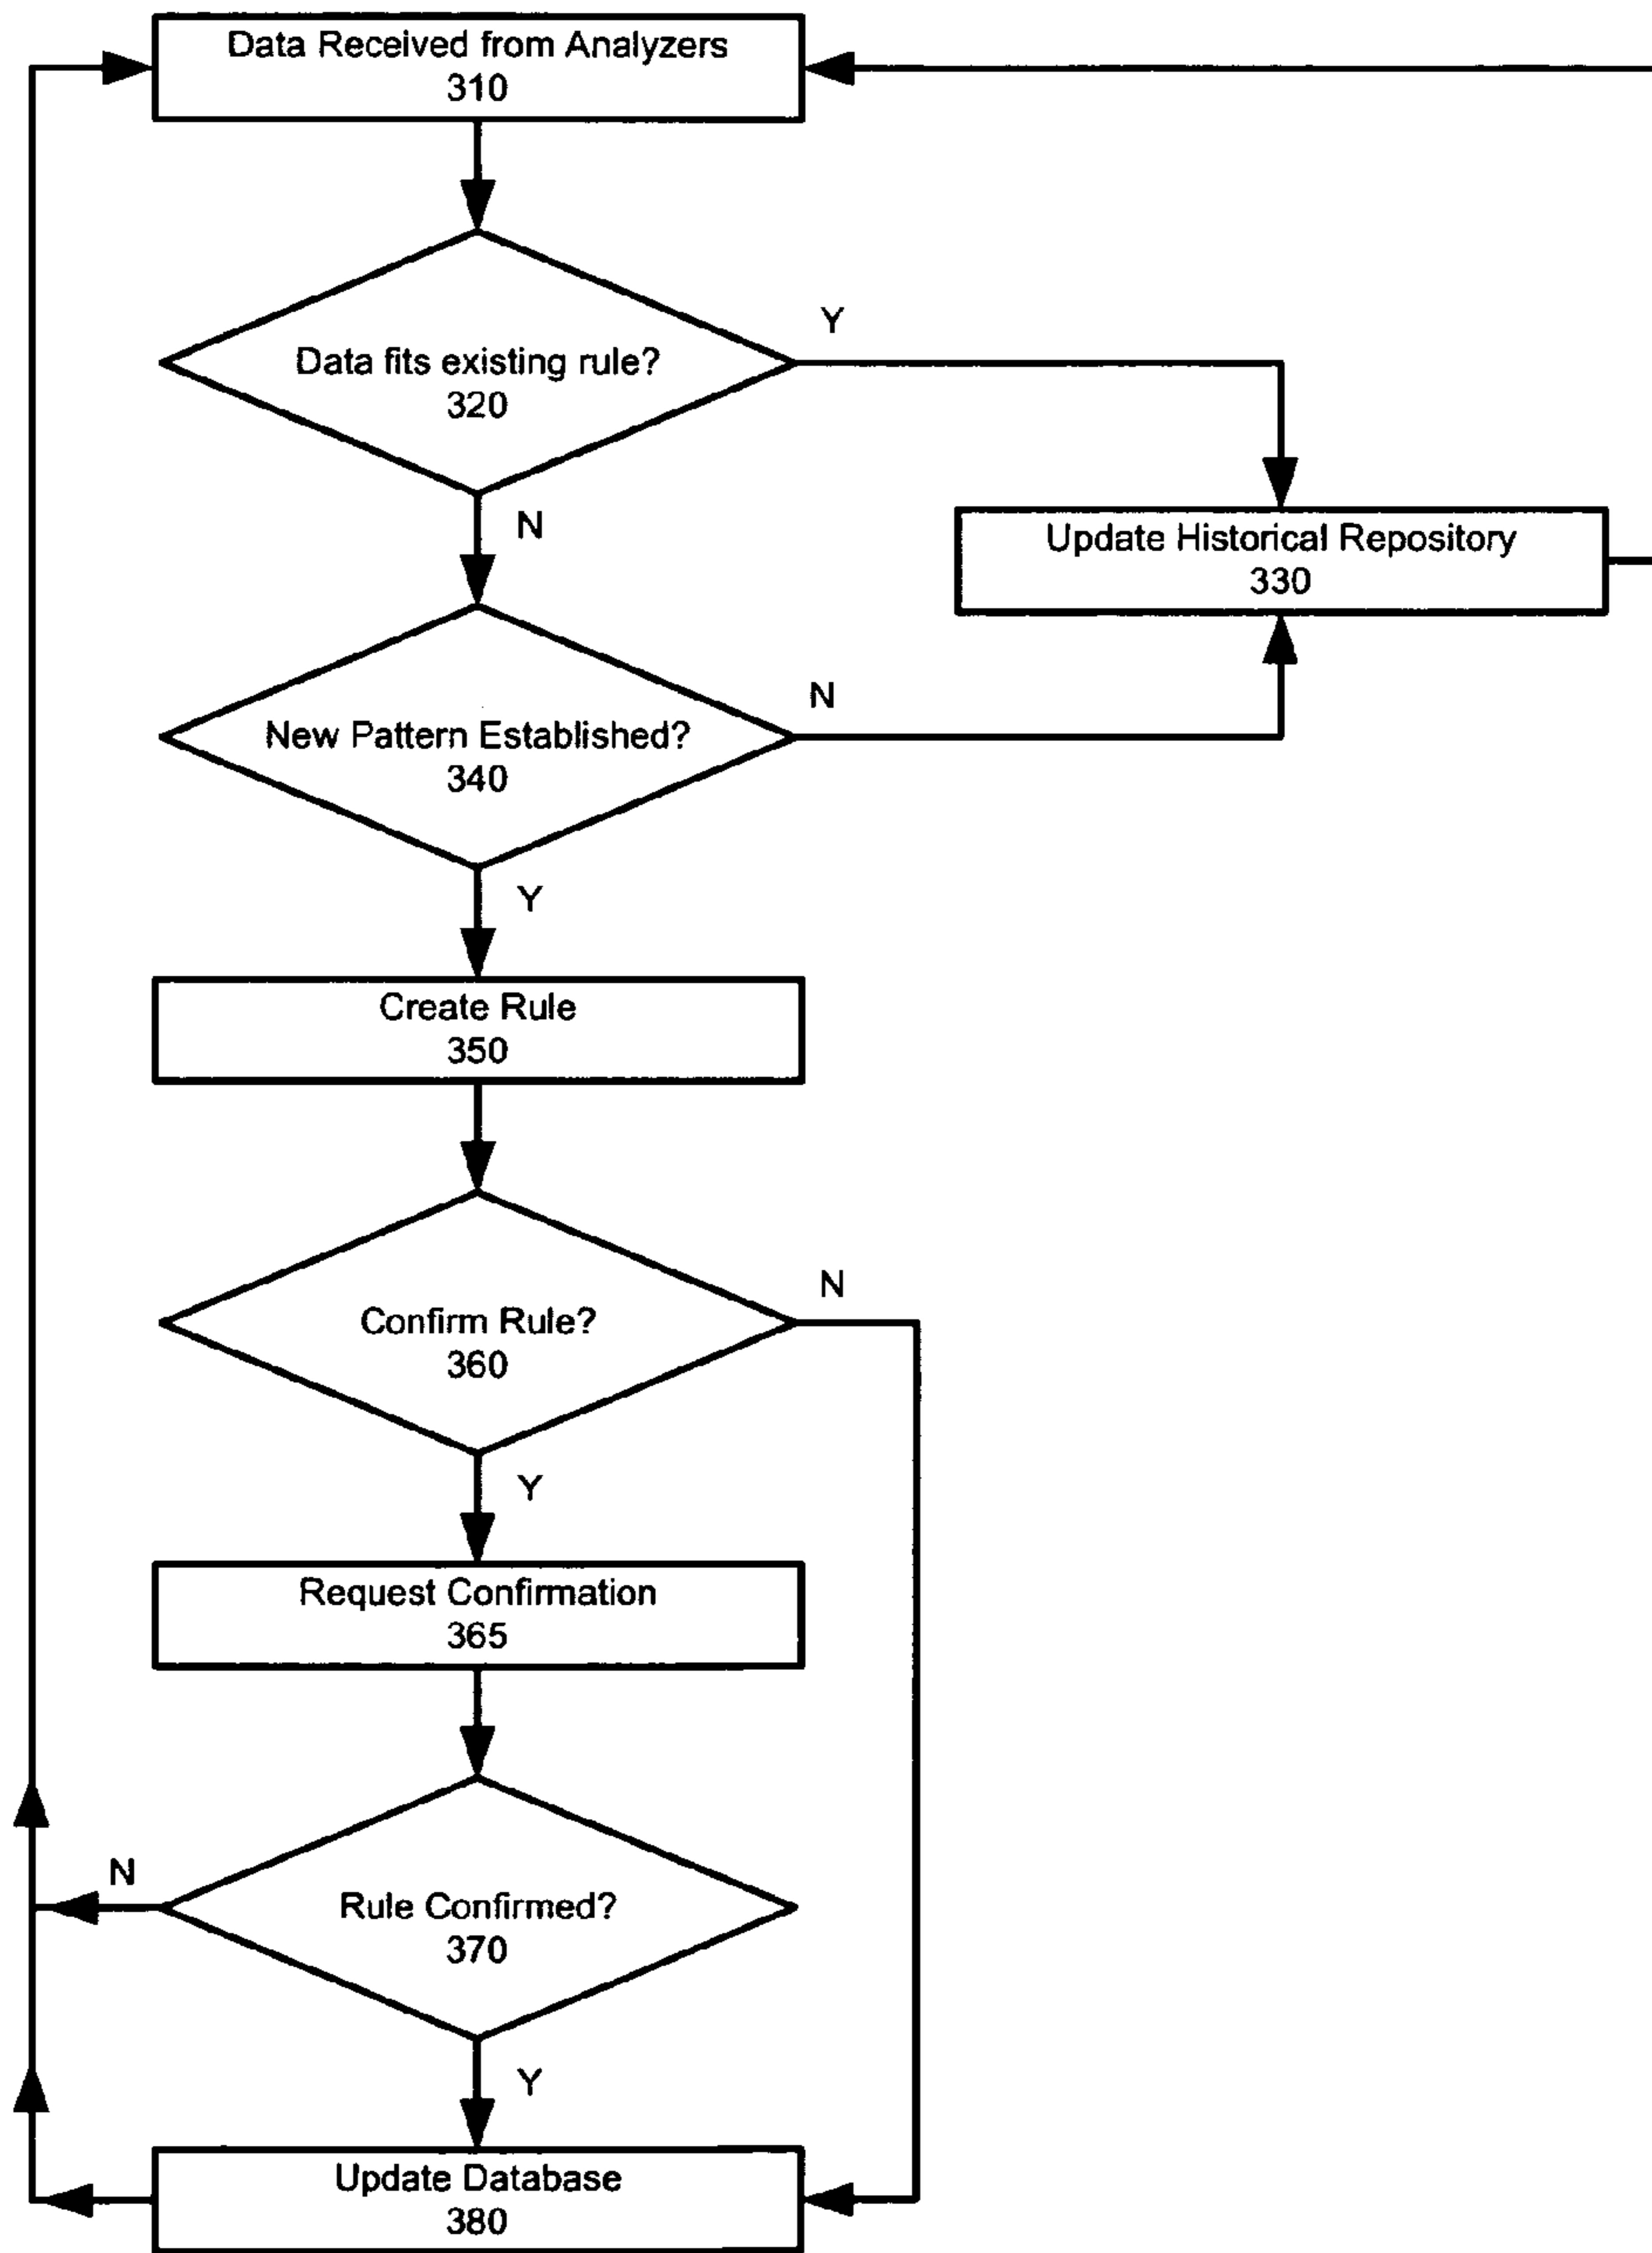 Data Received from Analyzers
310
Data fits existing rule?
320
Y
N
Update Historical Repository
330
New Pattern Established?
340
N
Y
Create Rule
350
Confirm Rule?
360
N
Y
Request Confirmation
365
Rule Confirmed?
370
N
Y
Update Database
380